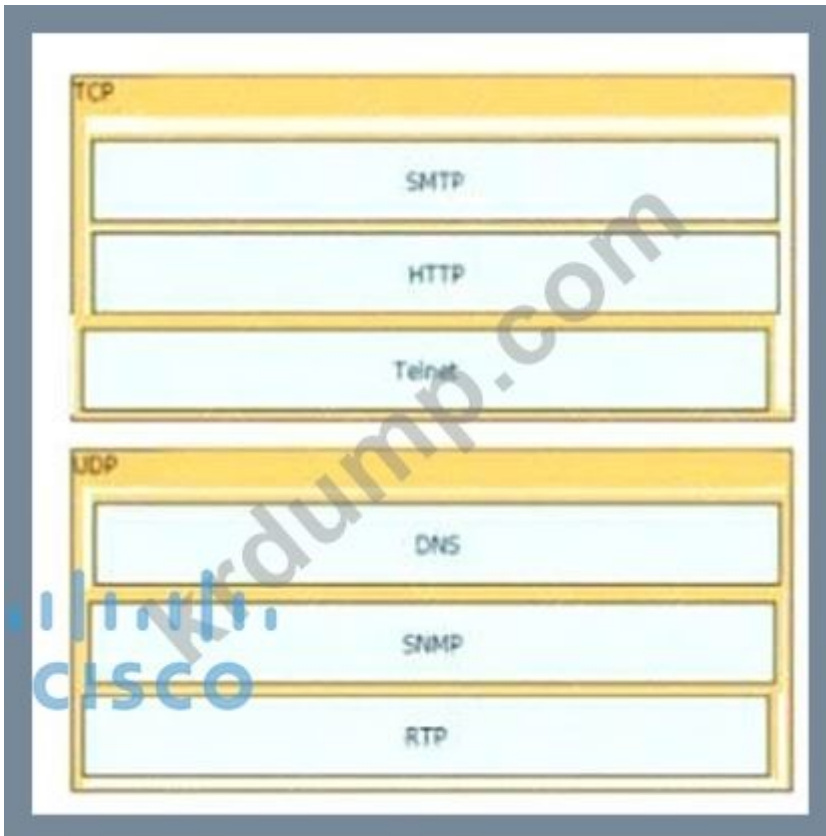 TCP
SMTP
HTTP
Telnet
UDP
DNS
SNMP
RTP
krdump.com
CISCO